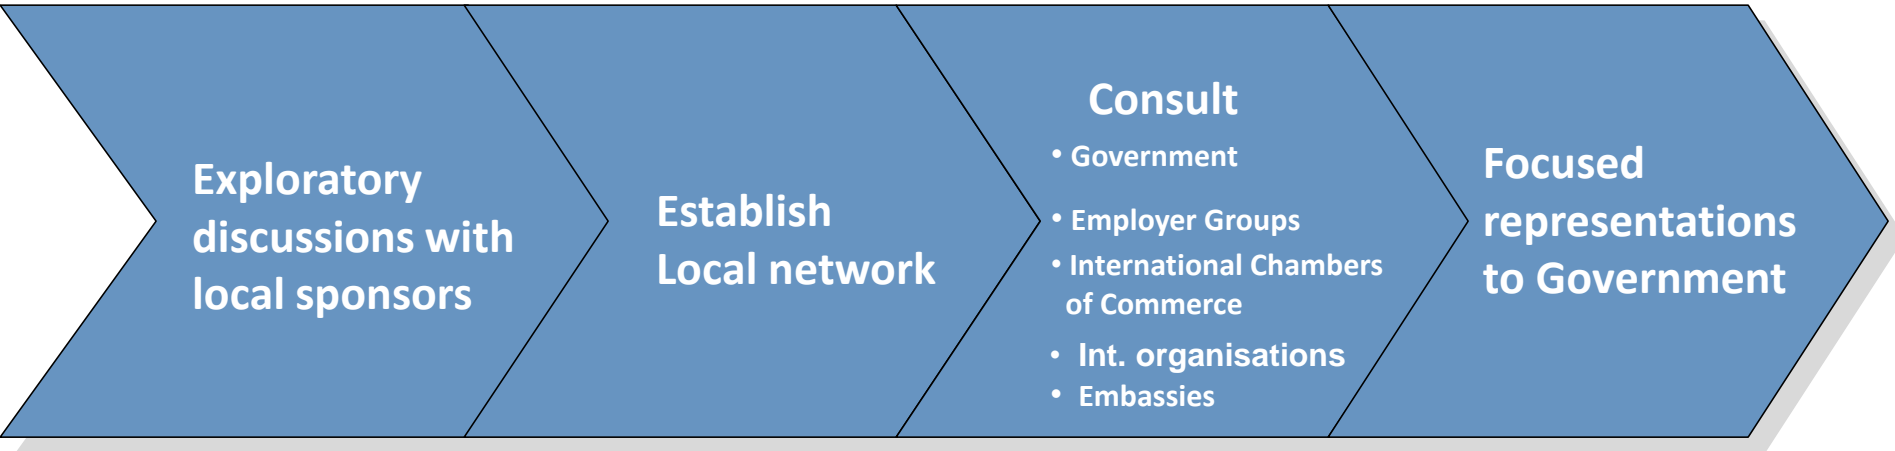 Exploratory
discussions with
local sponsors
Establish
Local network
Consult
• Government
• Employer Groups
• International Chambers
of Commerce
• Int. organisations
• Embassies
Focused
representations
to Government